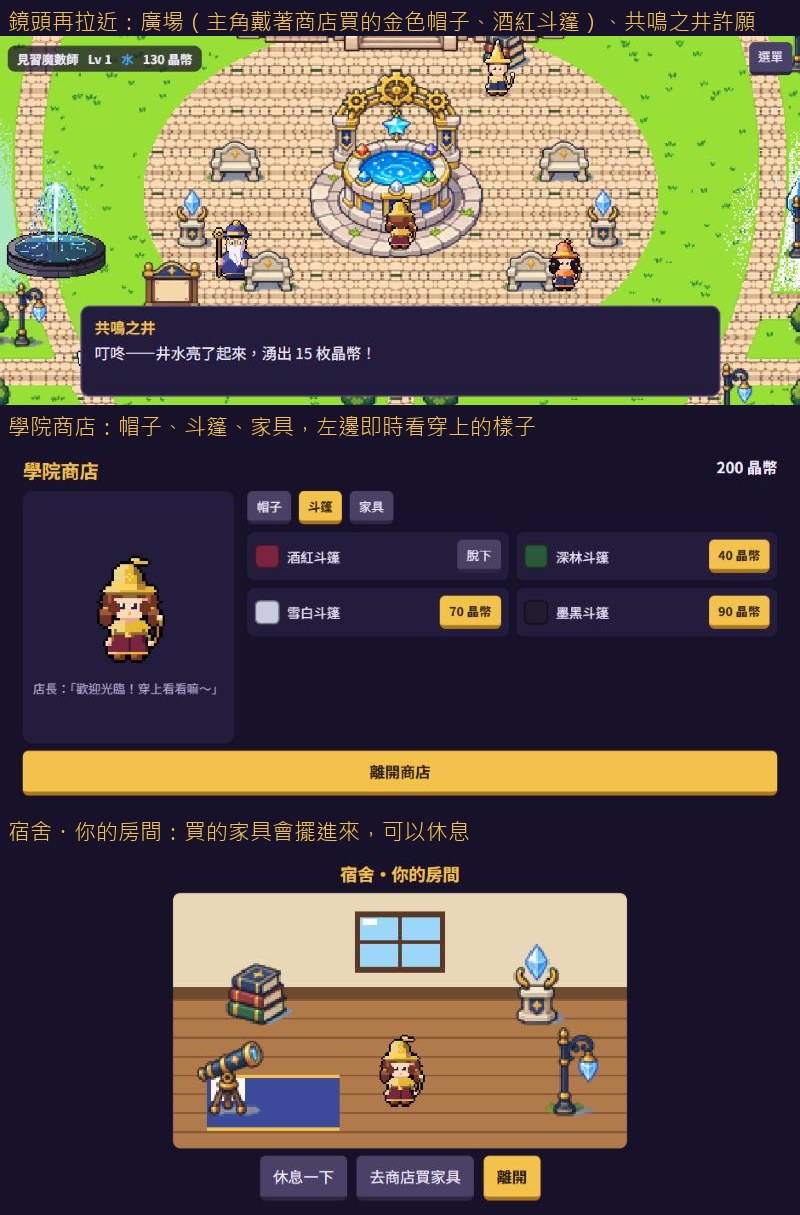 鏡頭再拉近：廣場（主角戴著商店買的金色帽子、酒紅斗篷）、共鳴之井許願
見習魔數師 Lv 1 水 130 晶幣
選單
共鳴之井
叮咚——井水亮了起來，湧出 15 枚晶幣！
學院商店：帽子、斗篷、家具，左邊即時看穿上的樣子
學院商店
200 晶幣
帽子
斗篷
家具
酒紅斗篷
脫下
深林斗篷
40 晶幣
雪白斗篷
70 晶幣
墨黑斗篷
90 晶幣
店長：「歡迎光臨！穿上看看嘛～」
離開商店
宿舍・你的房間：買的家具會擺進來，可以休息
宿舍・你的房間
休息一下
去商店買家具
離開